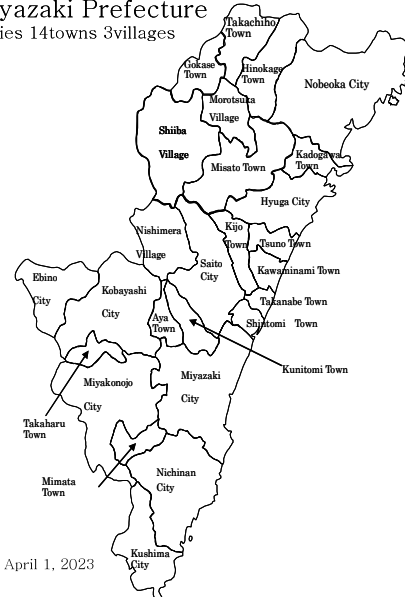 yazaki Prefecture
ies 14towns 3villages
Takachiho
Town
Gokase
Town
Hinokage
Town
Nobeoka City
Morotsuka
Village
Shiiba
Village
Kadogawa
Town
Misato Town
Hyuga City
Nishimera
Village
Kijo
Town
Tsuno Town
Saito
City
Kawaminami Town
Ebino
City
Kobayashi
City
Takanabe Town
Aya
Town
Shintomi Town
Kunitomi Town
Miyakonojo
City
Miyazaki
City
Takaharu
Town
Mimata
Town
Nichinan
City
Kushima
City
April 1, 2023